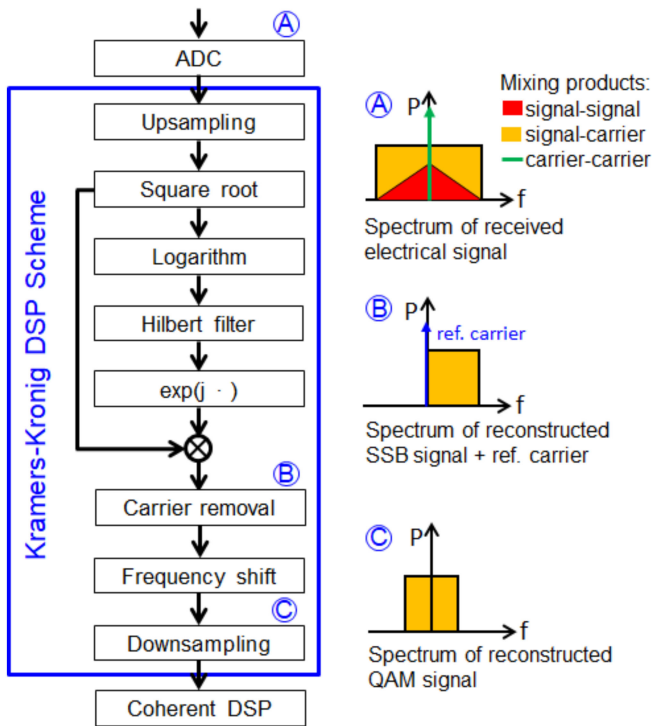 A
ADC
Kramers-Kronig DSP Scheme
Upsampling
Square root
Logarithm
Hilbert filter
exp(j · )
B
Carrier removal
Frequency shift
C
Downsampling
Coherent DSP
Mixing products:
signal-signal
signal-carrier
carrier-carrier
A
P
f
Spectrum of received
electrical signal
B
P
ref. carrier
f
Spectrum of reconstructed
SSB signal + ref. carrier
C
P
f
Spectrum of reconstructed
QAM signal